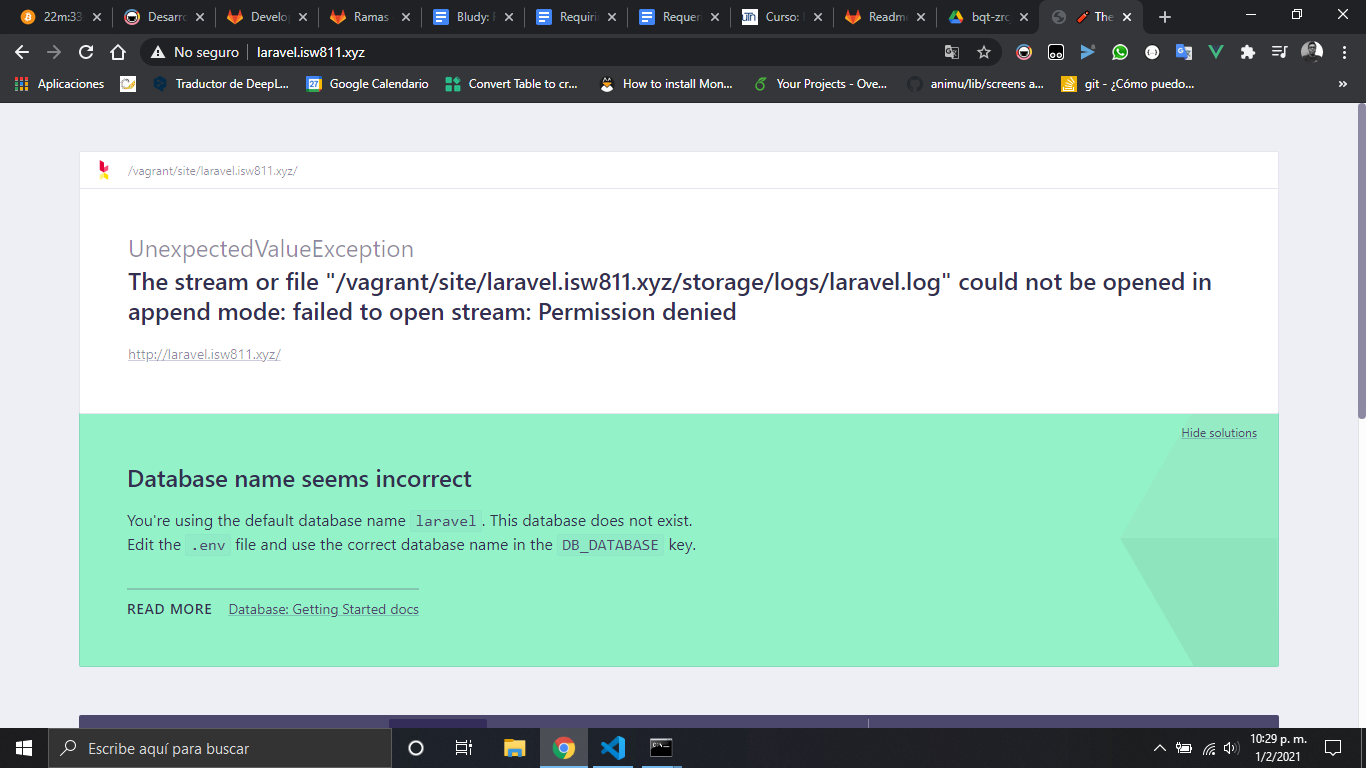 22m:33
Desarro
Develo
Ramas
Bludy:
Requiri
Requer
Curso:
Readm
bqt-zrc
The
No seguro
laravel.isw811.xyz
Aplicaciones
Traductor de DeepL...
Google Calendario
Convert Table to cr...
How to install Mon...
Your Projects - Ove...
animu/lib/screens a...
git - ¿Cómo puedo...
»
/vagrant/site/laravel.isw811.xyz/
UnexpectedValueException
The stream or file "/vagrant/site/laravel.isw811.xyz/storage/logs/laravel.log" could not be opened in
append mode: failed to open stream: Permission denied
http://laravel.isw811.xyz/
Hide solutions
Database name seems incorrect
You're using the default database name laravel. This database does not exist.
Edit the .env file and use the correct database name in the DB_DATABASE key.
READ MORE Database: Getting Started docs
Escribe aquí para buscar
10:29 p. m.
1/2/2021